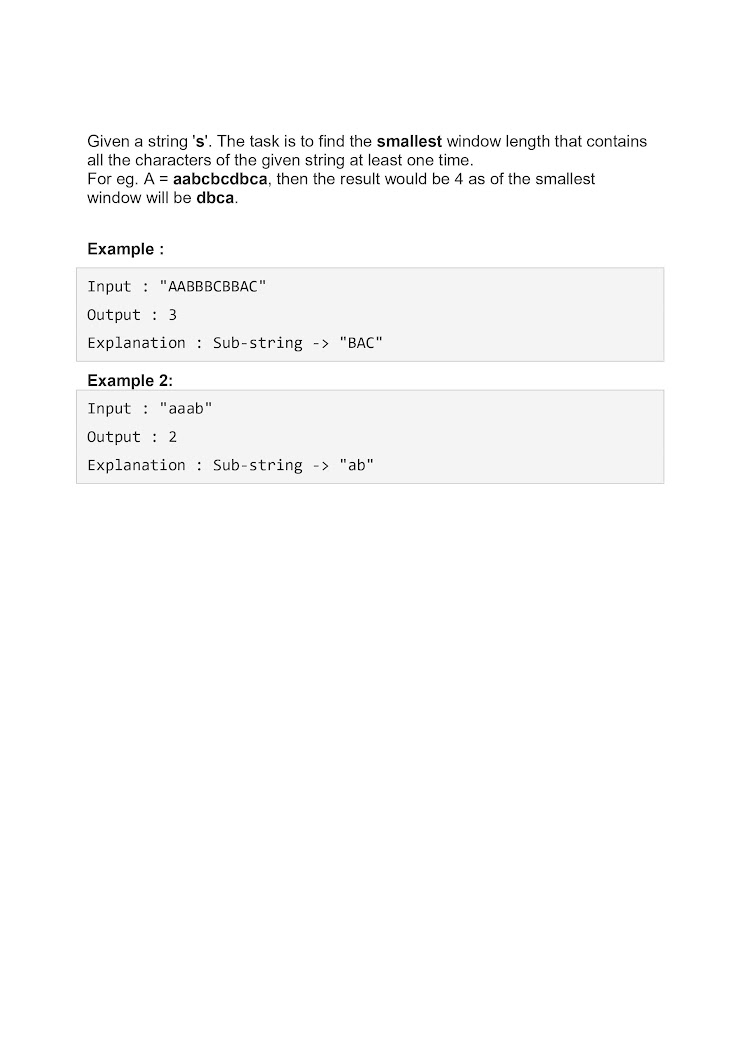 Given a string 's'. The task is to find the smallest window length that contains
all the characters of the given string at least one time.
For eg. A = aabcbcdbca, then the result would be 4 as of the smallest
window will be dbca.
Example :
Input : "AABBBCBBAC"
Output : 3
Explanation : Sub-string -> "BAC"
Example 2:
Input : "aaab"
Output : 2
Explanation : Sub-string -> "ab"